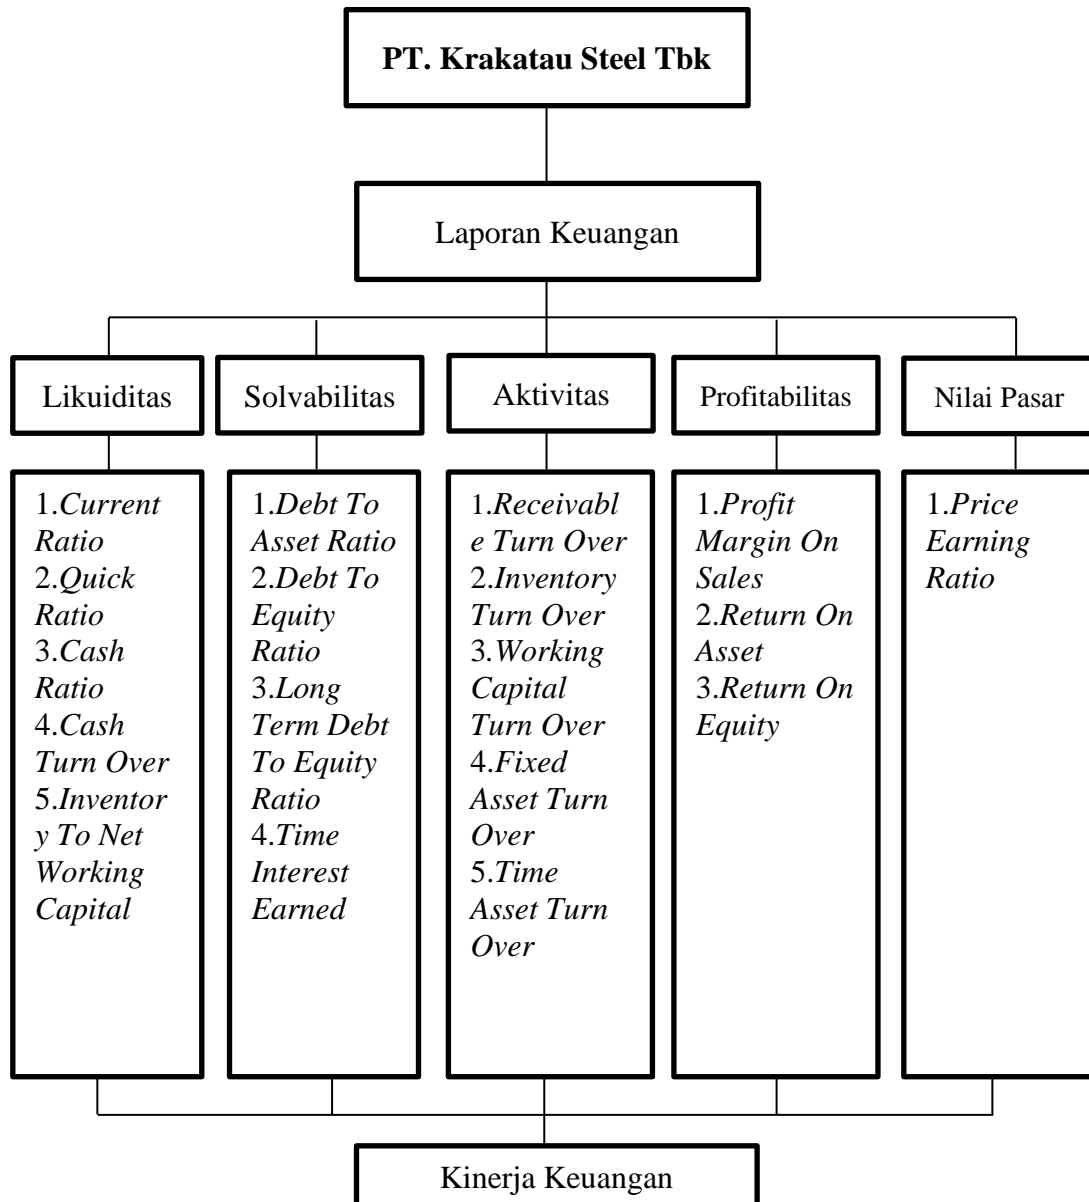 PT. Krakatau Steel Tbk
Laporan Keuangan
Likuiditas
Solvabilitas
Aktivitas
Profitabilitas
Nilai Pasar
1.Current
Ratio
2.Quick
Ratio
3.Cash
Ratio
4.Cash
Turn Over
5.Inventor
y To Net
Working
Capital
1.Debt To
Asset Ratio
2.Debt To
Equity
Ratio
3.Long
Term Debt
To Equity
Ratio
4.Time
Interest
Earned
1.Receivabl
e Turn Over
2.Inventory
Turn Over
3.Working
Capital
Turn Over
4.Fixed
Asset Turn
Over
5.Time
Asset Turn
Over
1.Profit
Margin On
Sales
2.Return On
Asset
3.Return On
Equity
1.Price
Earning
Ratio
Kinerja Keuangan